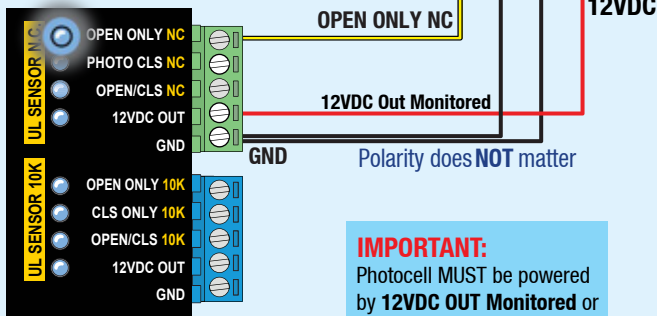 12VDC
OPEN ONLY NC
UL SENSOR N.C.
OPEN ONLY NC
PHOTO CLS NC
OPEN/CLS NC
12VDC OUT
GND
12VDC Out Monitored
GND
Polarity does NOT matter
UL SENSOR 10K
OPEN ONLY 10K
CLS ONLY 10K
OPEN/CLS 10K
12VDC OUT
GND
IMPORTANT:
Photocell MUST be powered
by 12VDC OUT Monitored or